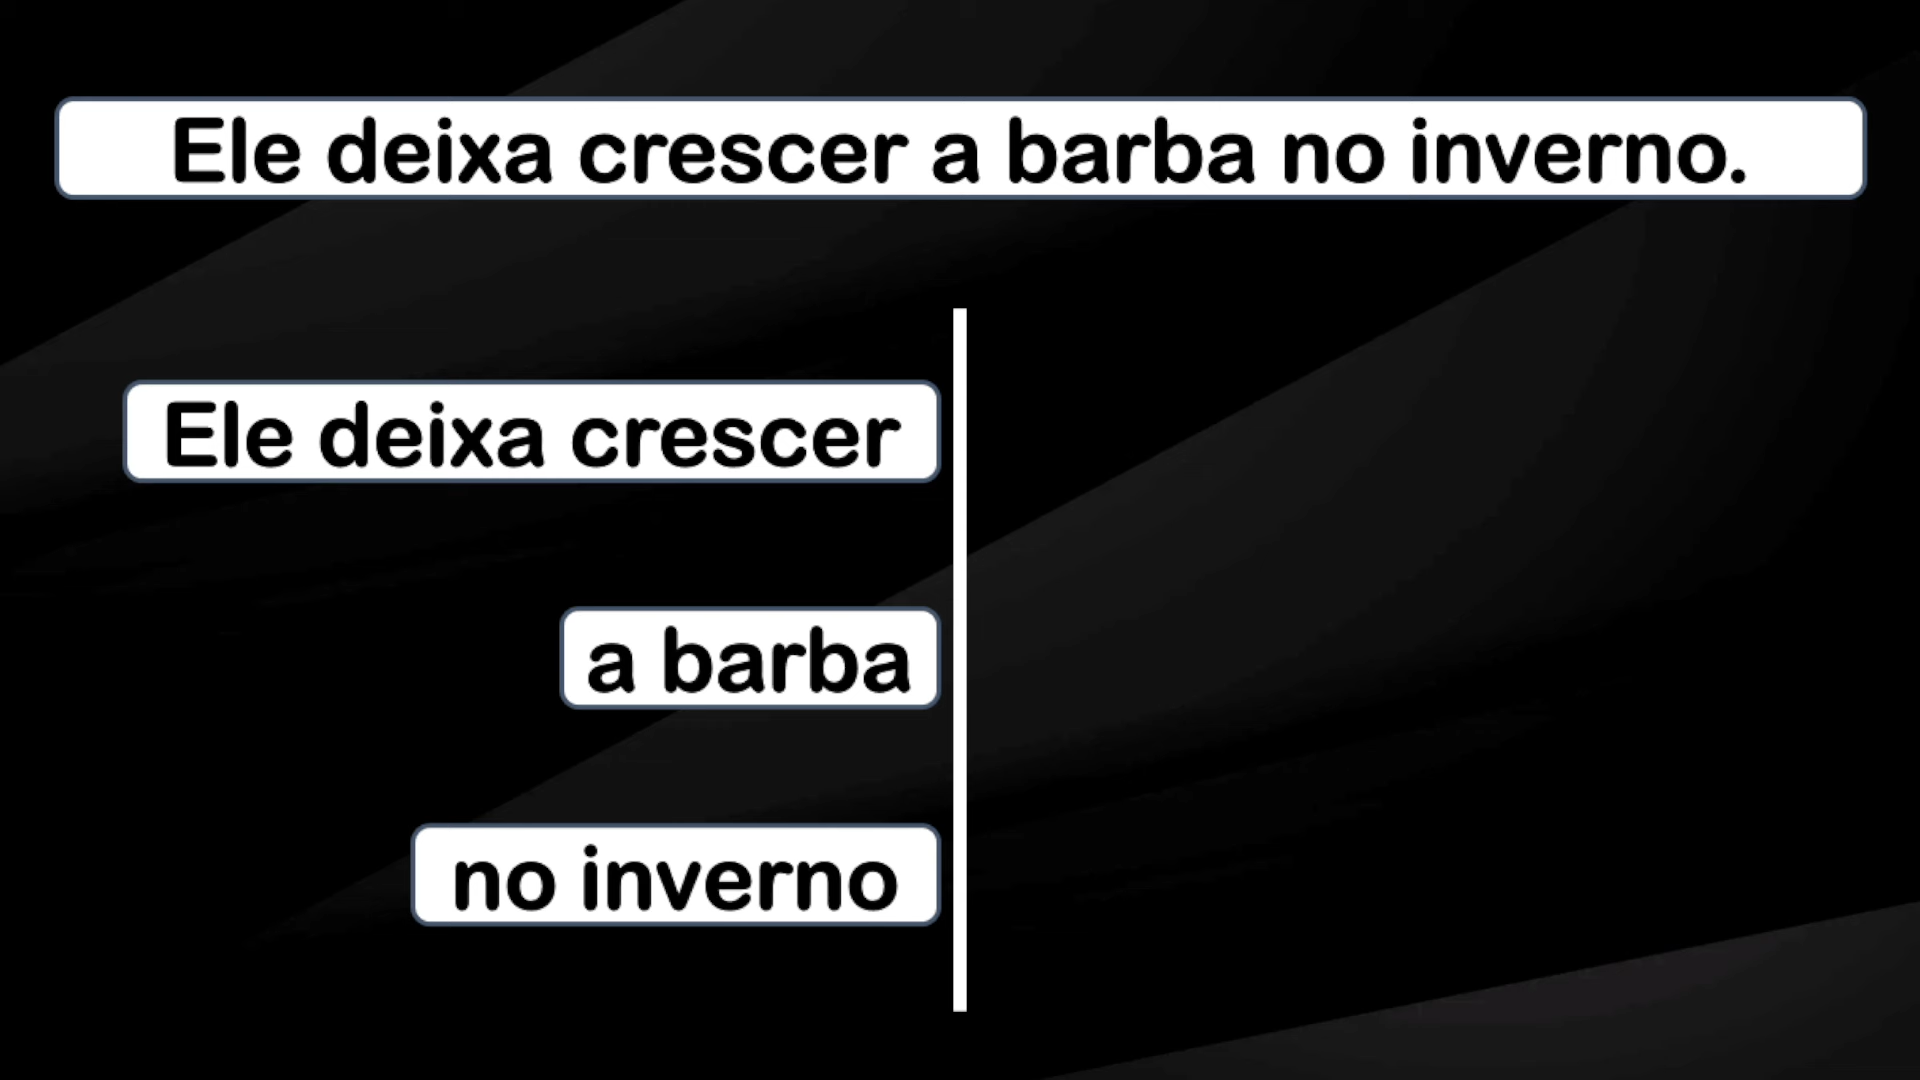 Ele deixa crescer a barba no inverno.
Ele deixa crescer
a barba
no inverno